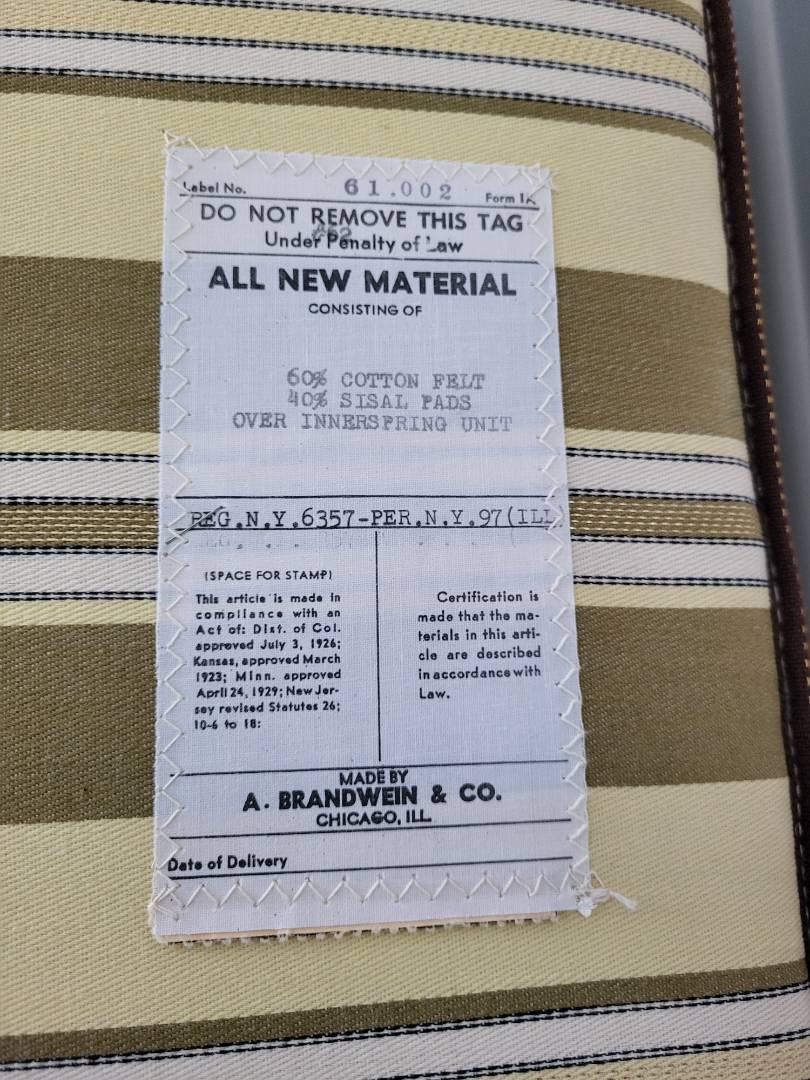 Label No. 61.002 Form 1A
DO NOT REMOVE THIS TAG
Under Penalty of Law
ALL NEW MATERIAL
CONSISTING OF
60% COTTON FELT
40% SISAL PADS
OVER INNERSPRING UNIT
REG.N.Y.6357-PER.N.Y.97(ILL)
(SPACE FOR STAMP)
This article is made in
compliance with an
Act of: Dist. of Col.
approved July 3, 1926;
Kansas, approved March
1923; Minn. approved
April 24, 1929; New Jer-
sey revised Statutes 26;
10-6 to 18:
Certification is
made that the ma-
terials in this arti-
cle are described
in accordance with
Law.
MADE BY
A. BRANDWEIN & CO.
CHICAGO, ILL.
Date of Delivery